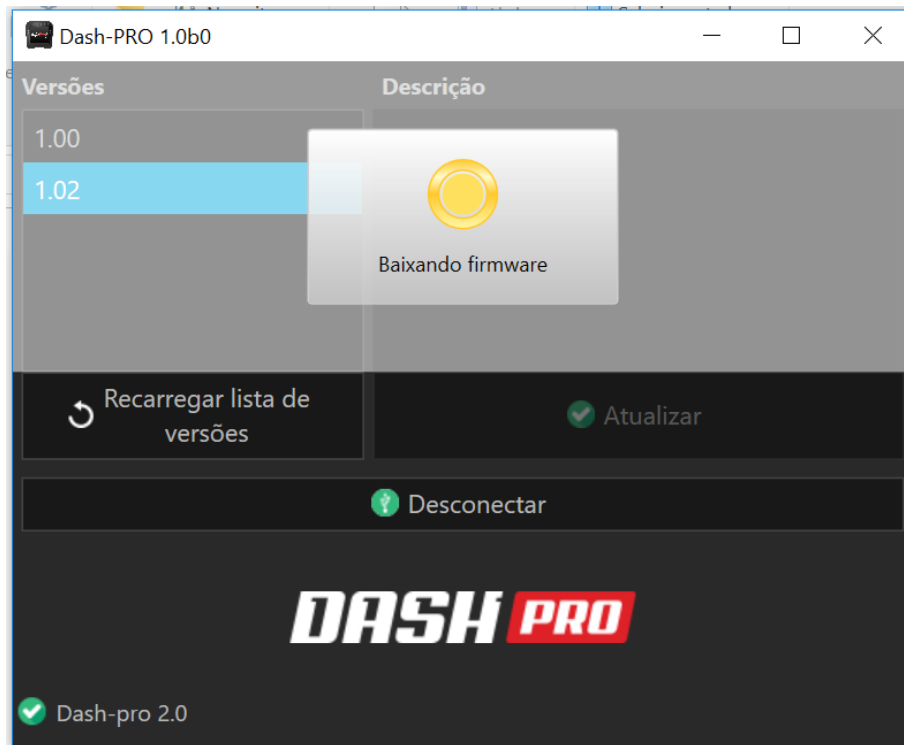 Dash-PRO 1.0b0
Versões
Descrição
1.00
1.02
Baixando firmware
Recarregar lista de
versões
Atualizar
Desconectar
DASH PRO
Dash-pro 2.0